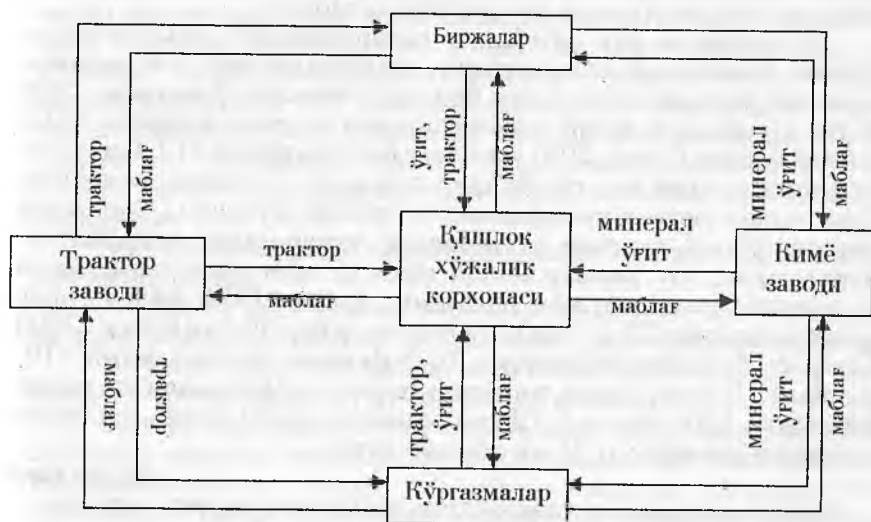 Биржалар
трактор
маблағ
ўғит,
трактор
маблағ
минерал
ўғит
маблағ
Трактор
заводи
трактор
маблағ
Қишлоқ
хўжалик
корхонаси
минерал
ўғит
маблағ
Кимё
заводи
маблағ
трактор
трактор,
ўғит
маблағ
минерал
ўғит
маблағ
Кўргазмалар